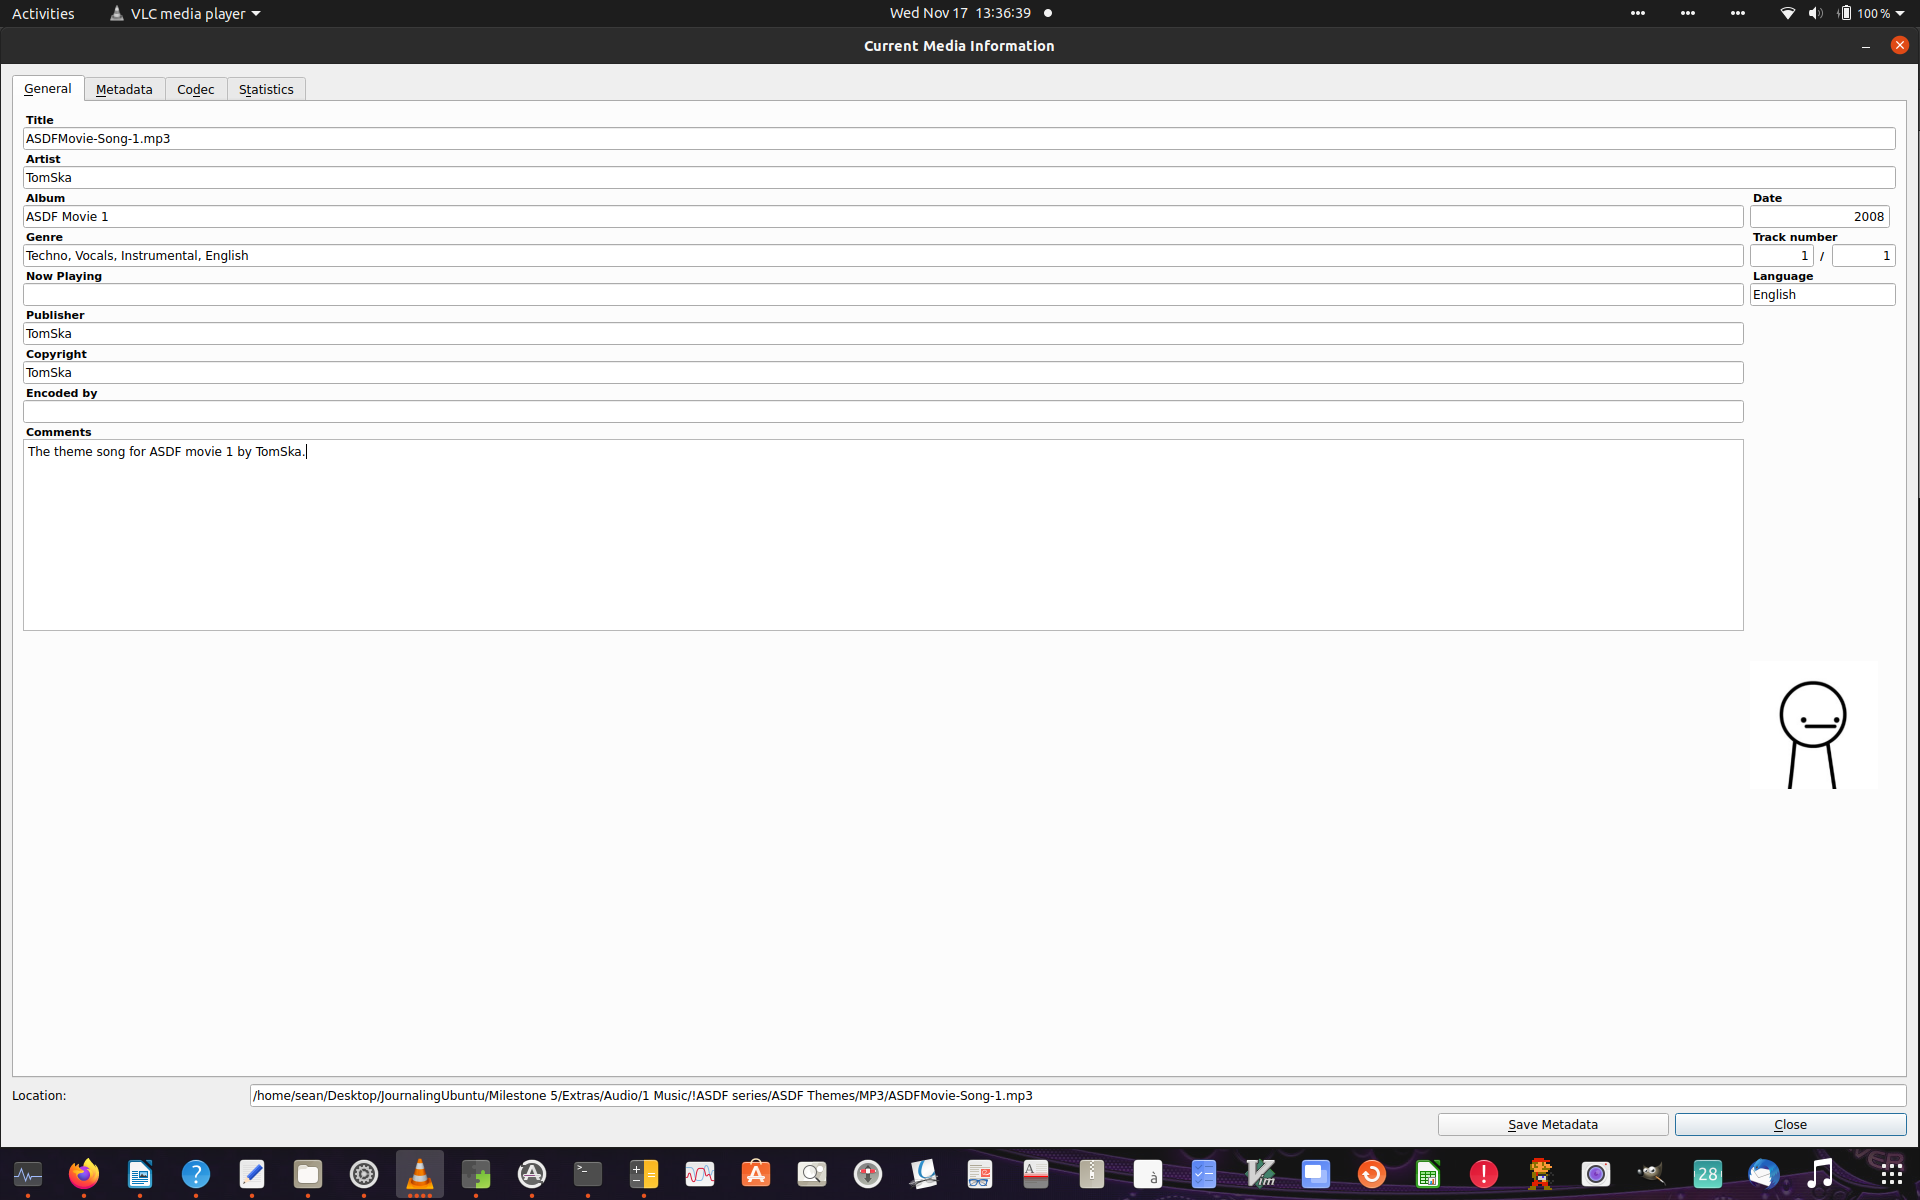 Activities VLC media player Wed Nov 17 13:36:39 100 %
Current Media Information
General Metadata Codec Statistics
Title
ASDFMovie-Song-1.mp3
Artist
TomSka
Album Date
ASDF Movie 1 2008
Genre Track number
Techno, Vocals, Instrumental, English 1 / 1
Now Playing Language
English
Publisher
TomSka
Copyright
TomSka
Encoded by
Comments
The theme song for ASDF movie 1 by TomSka.
Location: /home/sean/Desktop/JournalingUbuntu/Milestone 5/Extras/Audio/1 Music/!ASDF series/ASDF Themes/MP3/ASDFMovie-Song-1.mp3
Save Metadata Close
? >_ A A à Vim ! 28